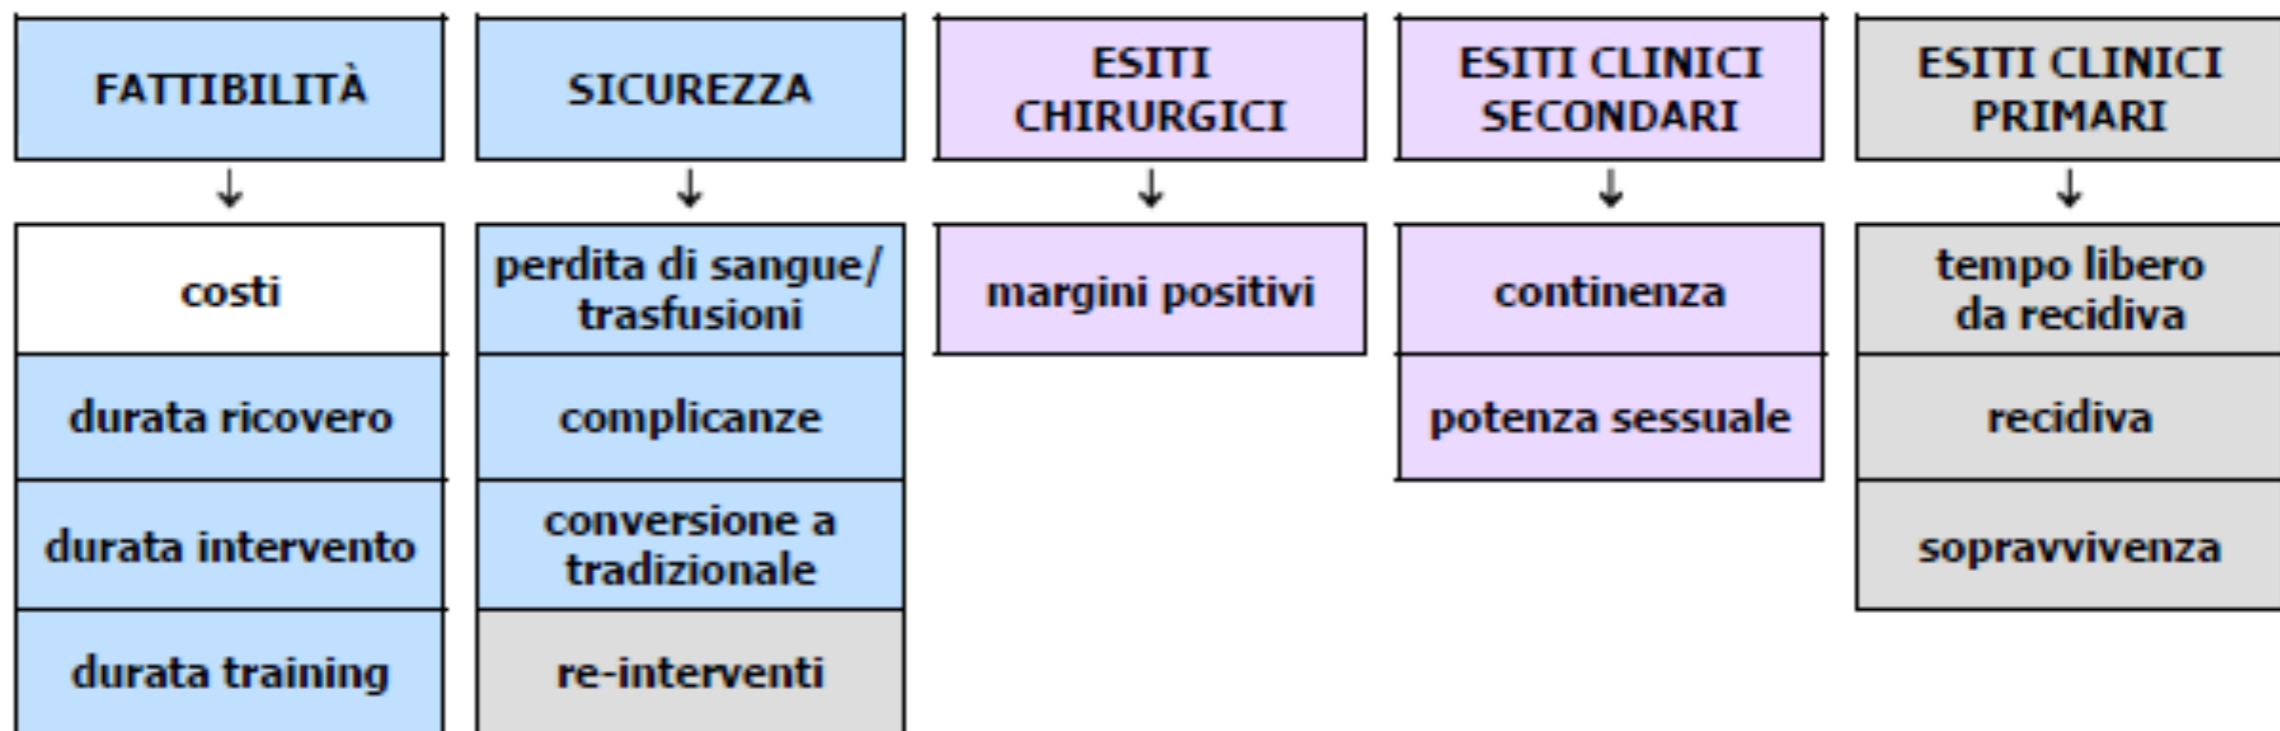 FATTIBILITÀ
SICUREZZA
ESITI
CHIRURGICI
ESITI CLINICI
SECONDARI
ESITI CLINICI
PRIMARI
costi
durata ricovero
durata intervento
durata training
perdita di sangue/
trasfusioni
complicanze
conversione a
tradizionale
re-interventi
margini positivi
continenza
potenza sessuale
tempo libero
da recidiva
recidiva
sopravvivenza